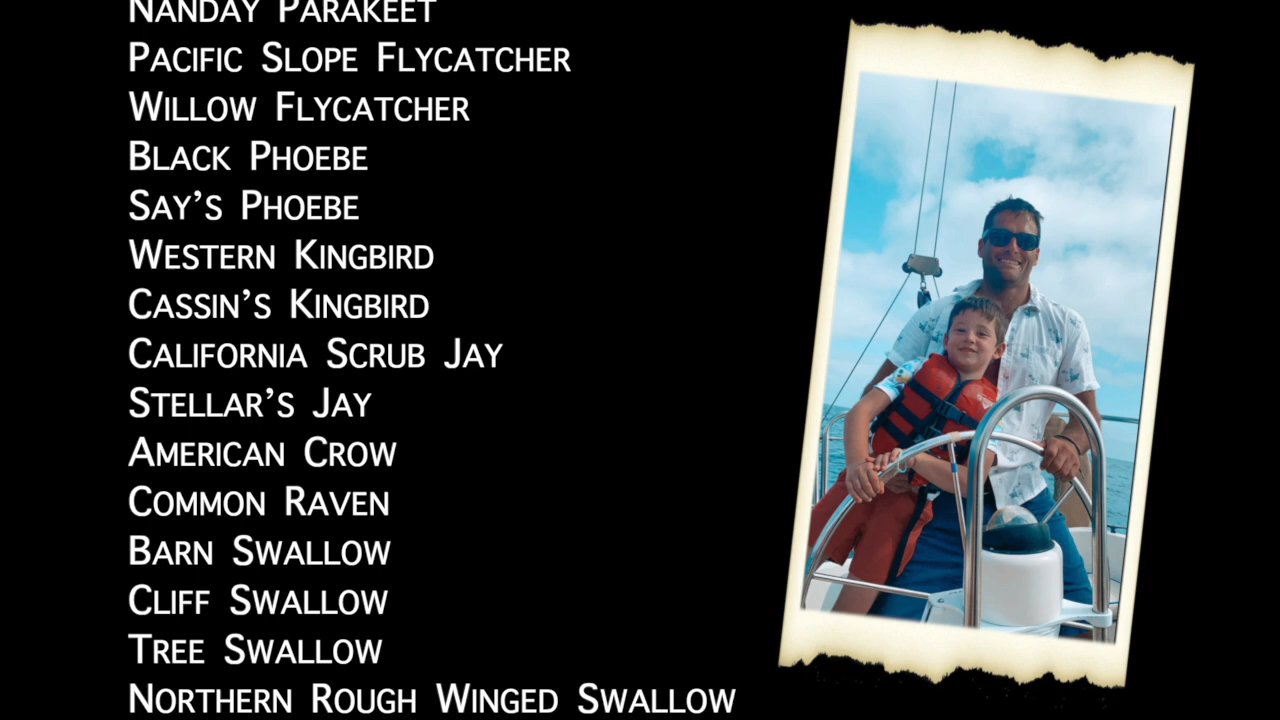 Nanday Parakeet
Pacific Slope Flycatcher
Willow Flycatcher
Black Phoebe
Say's Phoebe
Western Kingbird
Cassin's Kingbird
California Scrub Jay
Stellar's Jay
American Crow
Common Raven
Barn Swallow
Cliff Swallow
Tree Swallow
Northern Rough Winged Swallow